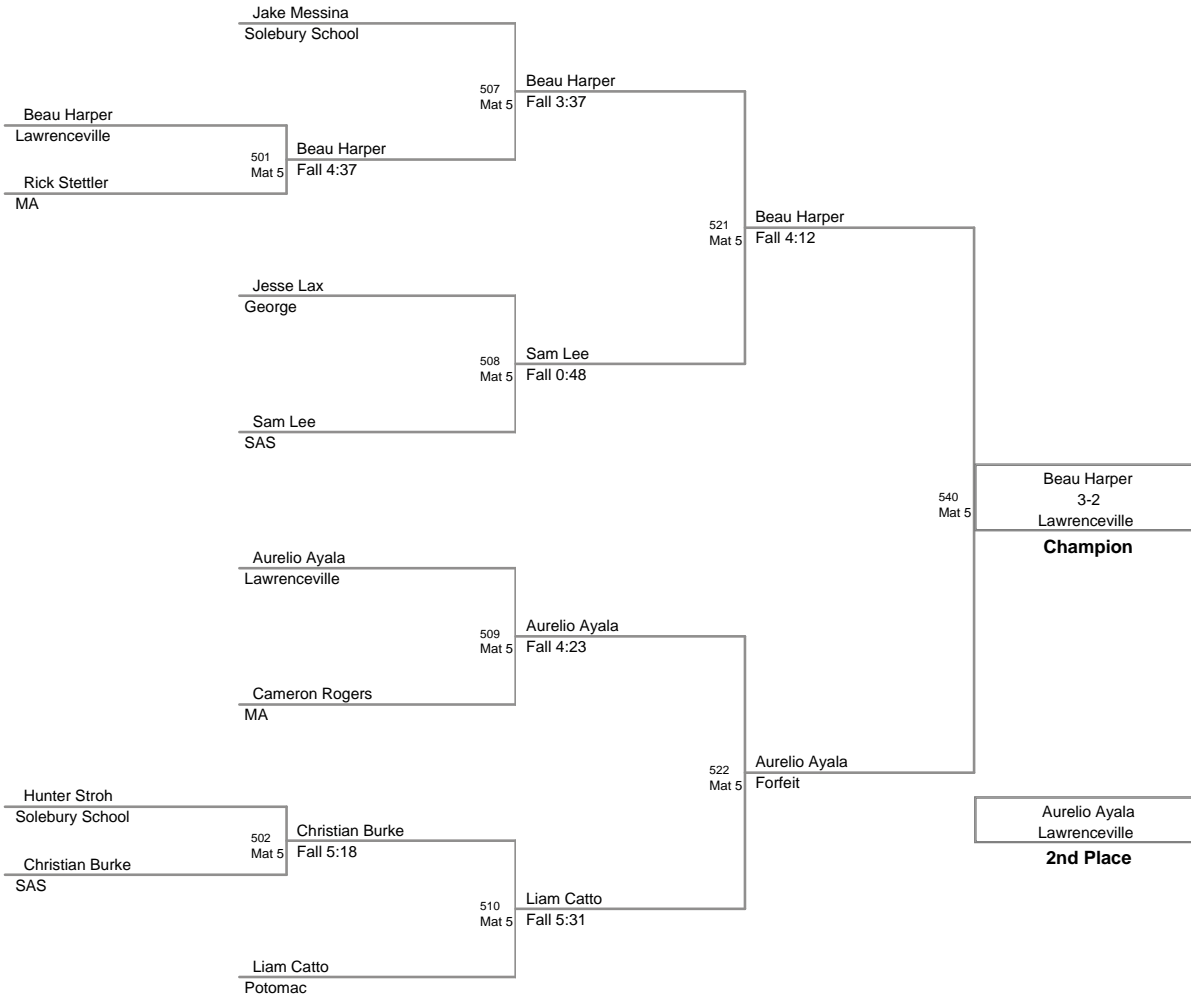 Jake Messina
Solebury School
507
Mat 5
Beau Harper
Fall 3:37
Beau Harper
Lawrenceville
501
Mat 5
Beau Harper
Fall 4:37
Rick Stettler
MA
521
Mat 5
Beau Harper
Fall 4:12
Jesse Lax
George
508
Mat 5
Sam Lee
Fall 0:48
Sam Lee
SAS
540
Mat 5
Beau Harper
3-2
Lawrenceville
Champion
Aurelio Ayala
Lawrenceville
509
Mat 5
Aurelio Ayala
Fall 4:23
Cameron Rogers
MA
522
Mat 5
Aurelio Ayala
Forfeit
Hunter Stroh
Solebury School
502
Mat 5
Christian Burke
Fall 5:18
Christian Burke
SAS
Aurelio Ayala
Lawrenceville
2nd Place
510
Mat 5
Liam Catto
Fall 5:31
Liam Catto
Potomac